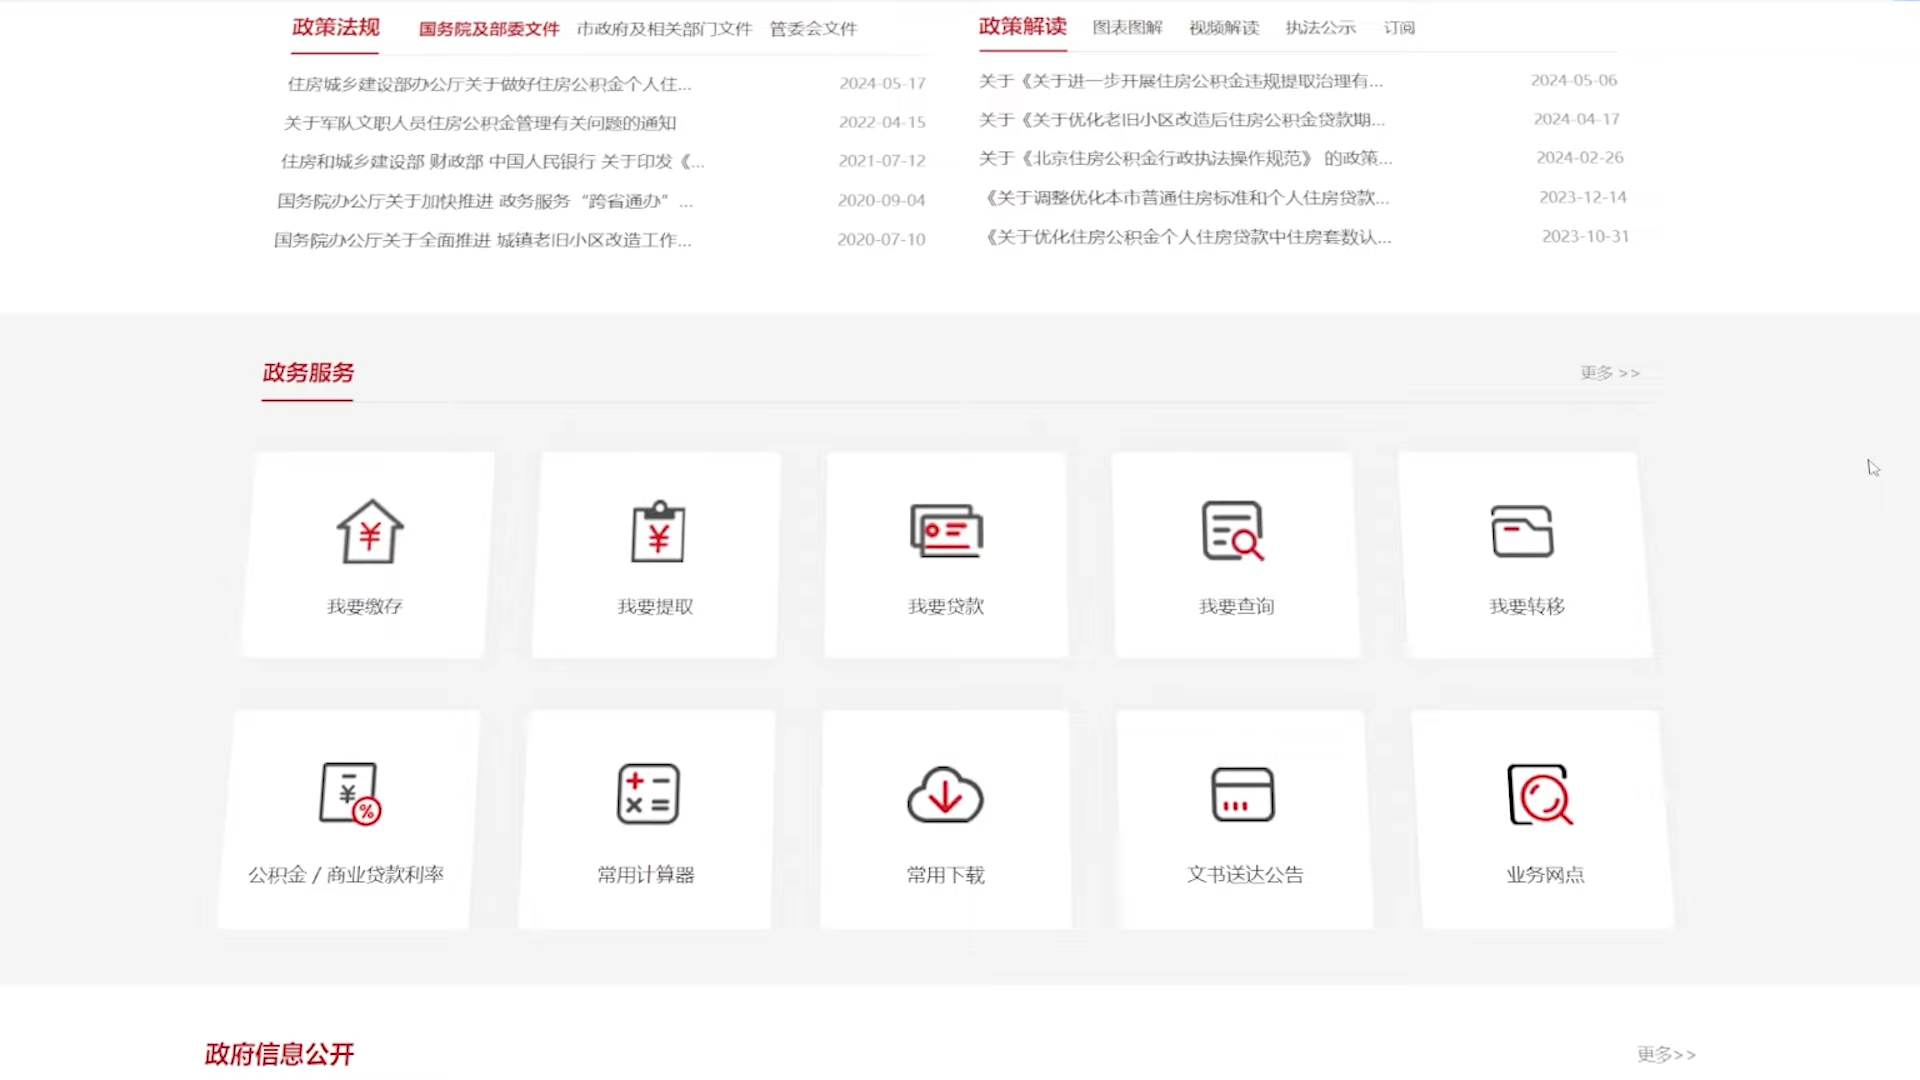 政策法规 国务院及部委文件 市政府及相关部门文件 管委会文件
住房城乡建设部办公厅关于做好住房公积金个人住... 2024-05-17
关于军队文职人员住房公积金管理有关问题的通知 2022-04-15
住房和城乡建设部 财政部 中国人民银行 关于印发《... 2021-07-12
国务院办公厅关于加快推进 政务服务“跨省通办”... 2020-09-04
国务院办公厅关于全面推进 城镇老旧小区改造工作... 2020-07-10
政策解读 图表图解 视频解读 执法公示 订阅
关于《关于进一步开展住房公积金违规提取治理有... 2024-05-06
关于《关于优化老旧小区改造后住房公积金贷款期... 2024-04-17
关于《北京住房公积金行政执法操作规范》 的政策... 2024-02-26
《关于调整优化本市普通住房标准和个人住房贷款... 2023-12-14
《关于优化住房公积金个人住房贷款中住房套数认... 2023-10-31
政务服务 更多 >>
我要缴存 我要提取 我要贷款 我要查询 我要转移
公积金 / 商业贷款利率 常用计算器 常用下载 文书送达公告 业务网点
政府信息公开 更多>>